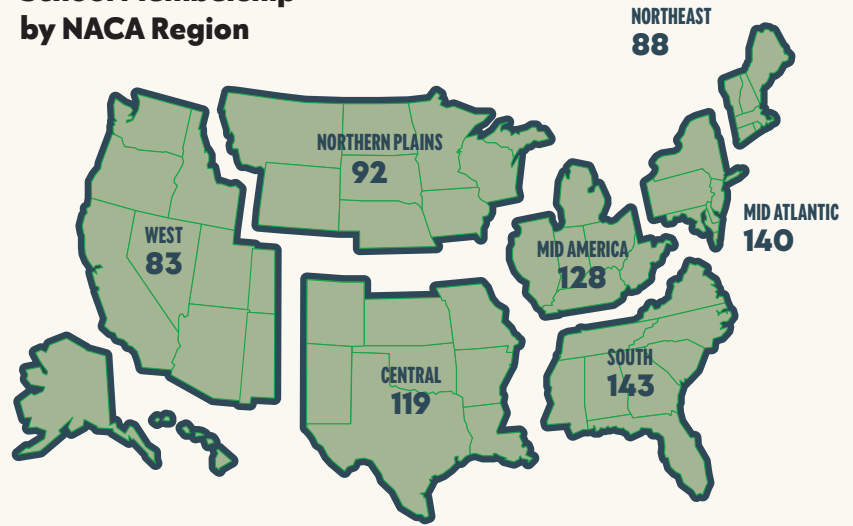 by NACA Region
NORTHEAST
88
NORTHERN PLAINS
92
MID ATLANTIC
140
WEST
83
MID AMERICA
128
CENTRAL
119
SOUTH
143